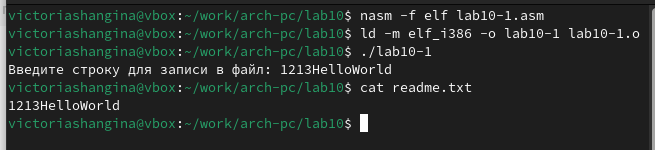 victoriashangina@vbox:~/work/arch-pc/lab10$ nasm -f elf lab10-1.asm
victoriashangina@vbox:~/work/arch-pc/lab10$ ld -m elf_i386 -o lab10-1 lab10-1.o
victoriashangina@vbox:~/work/arch-pc/lab10$ ./lab10-1
Введите строку для записи в файл: 1213HelloWorld
victoriashangina@vbox:~/work/arch-pc/lab10$ cat readme.txt
1213HelloWorld
victoriashangina@vbox:~/work/arch-pc/lab10$